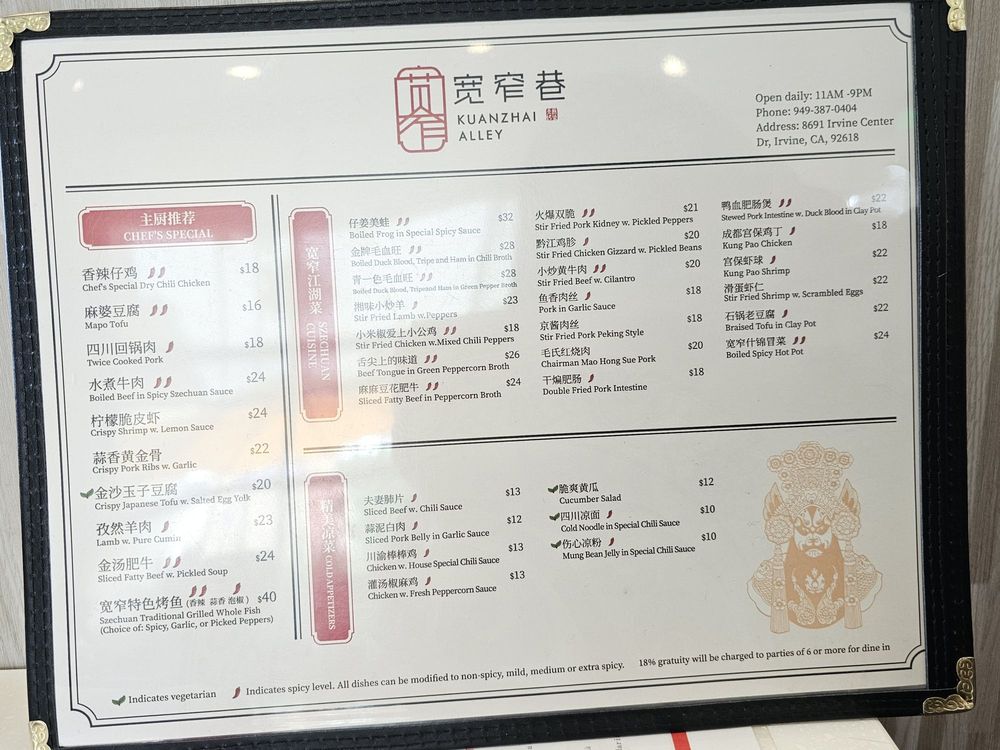 宽窄巷
KUANZHAI
ALLEY
Open daily: 11AM -9PM
Phone: 949-387-0404
Address: 8691 Irvine Center
Dr, Irvine, CA, 92618
主厨推荐
CHEF'S SPECIAL
香辣仔鸡 $18
Chef's Special Dry Chili Chicken
麻婆豆腐 $16
Mapo Tofu
四川回锅肉 $18
Twice Cooked Pork
水煮牛肉 $24
Boiled Beef in Spicy Szechuan Sauce
柠檬脆皮虾 $24
Crispy Shrimp w. Lemon Sauce
蒜香黄金骨 $22
Crispy Pork Ribs w. Garlic
金沙玉子豆腐 $20
Crispy Japanese Tofu w. Salted Egg Yolk
孜然羊肉 $23
Lamb w. Pure Cumin
金汤肥牛 $24
Sliced Fatty Beef w. Pickled Soup
宽窄特色烤鱼 (香辣 蒜香 泡椒) $40
Szechuan Traditional Grilled Whole Fish
(Choice of: Spicy, Garlic, or Picked Peppers)
宽窄江湖菜 SZECHUAN CUISINE
仔姜美蛙 $32
Boiled Frog in Special Spicy Sauce
金牌毛血旺 $28
Boiled Duck Blood, Tripe and Ham in Chili Broth
青一色毛血旺 $28
Boiled Duck Blood, Tripe and Ham in Green Pepper Broth
湘味小炒羊 $23
Stir Fried Lamb w. Peppers
小米椒爱上小公鸡 $18
Stir Fried Chicken w. Mixed Chili Peppers
舌尖上的味道 $26
Beef Tongue in Green Peppercorn Broth
麻麻豆花肥牛 $24
Sliced Fatty Beef in Peppercorn Broth
火爆双脆 $21
Stir Fried Pork Kidney w. Pickled Peppers
黔江鸡胗 $20
Stir Fried Chicken Gizzard w. Pickled Beans
小炒黄牛肉 $20
Stir Fried Beef w. Cilantro
鱼香肉丝 $18
Pork in Garlic Sauce
京酱肉丝 $18
Stir Fried Pork Peking Style
毛氏红烧肉 $20
Chairman Mao Hong Sue Pork
干煸肥肠 $18
Double Fried Pork Intestine
鸭血肥肠煲 $22
Stewed Pork Intestine w. Duck Blood in Clay Pot
成都宫保鸡丁 $18
Kung Pao Chicken
宫保虾球 $22
Kung Pao Shrimp
滑蛋虾仁 $22
Stir Fried Shrimp w. Scrambled Eggs
石锅老豆腐 $22
Braised Tofu in Clay Pot
宽窄什锦冒菜 $24
Boiled Spicy Hot Pot
精美凉菜 COLD APPETIZERS
夫妻肺片 $13
Sliced Beef w. Chili Sauce
蒜泥白肉 $12
Sliced Pork Belly in Garlic Sauce
川渝棒棒鸡 $13
Chicken w. House Special Chili Sauce
灌汤椒麻鸡 $13
Chicken w. Fresh Peppercorn Sauce
脆爽黄瓜 $12
Cucumber Salad
四川凉面 $10
Cold Noodle in Special Chili Sauce
伤心凉粉 $10
Mung Bean Jelly in Special Chili Sauce
Indicates vegetarian Indicates spicy level. All dishes can be modified to non-spicy, mild, medium or extra spicy. 18% gratuity will be charged to parties of 6 or more for dine in